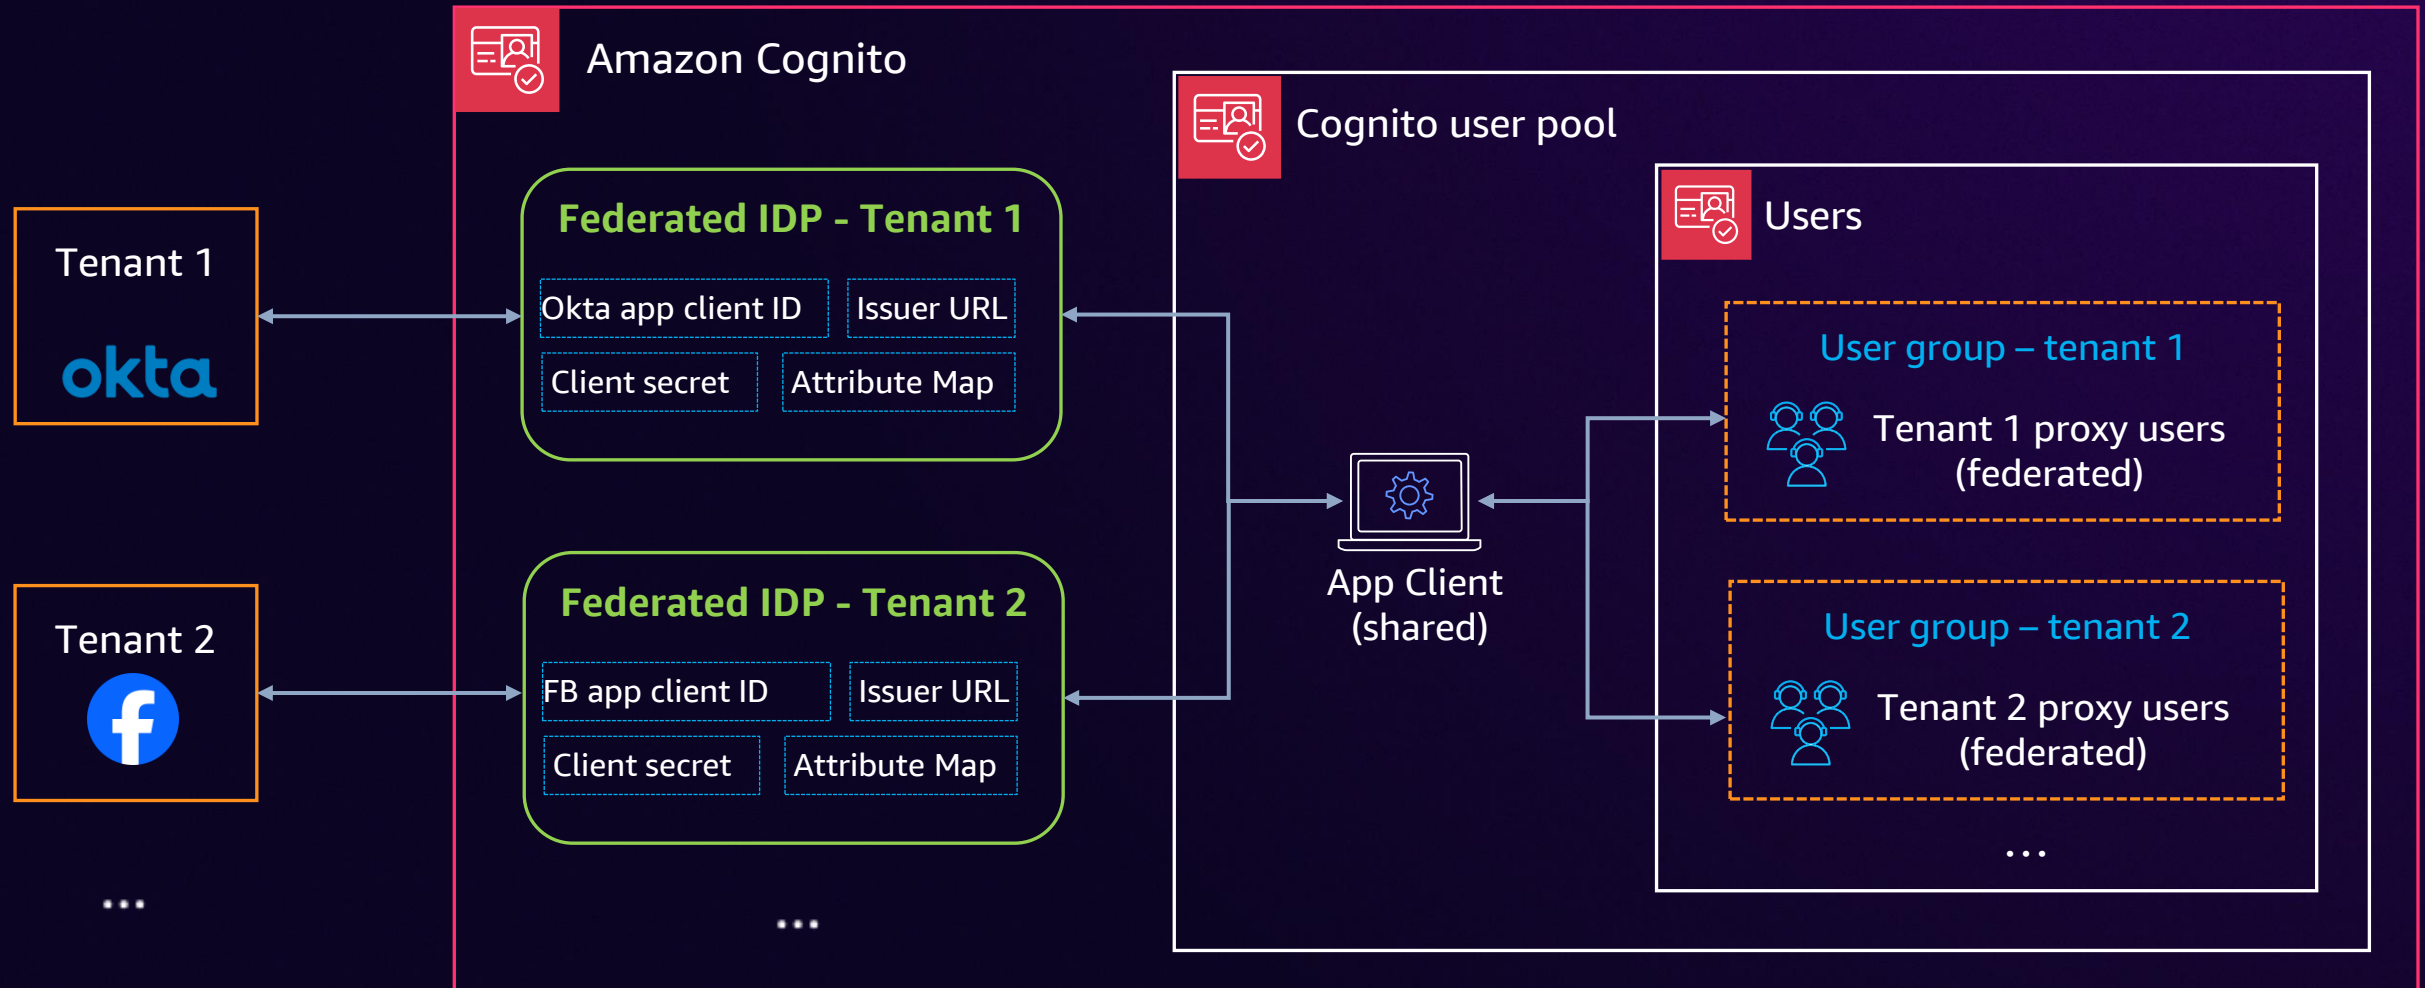 Amazon Cognito
Cognito user pool
Users
Tenant 1
okta
Federated IDP - Tenant 1
Okta app client ID
Issuer URL
Client secret
Attribute Map
User group – tenant 1
Tenant 1 proxy users
(federated)
App Client
(shared)
Tenant 2
f
Federated IDP - Tenant 2
FB app client ID
Issuer URL
Client secret
Attribute Map
User group – tenant 2
Tenant 2 proxy users
(federated)
...
...
...